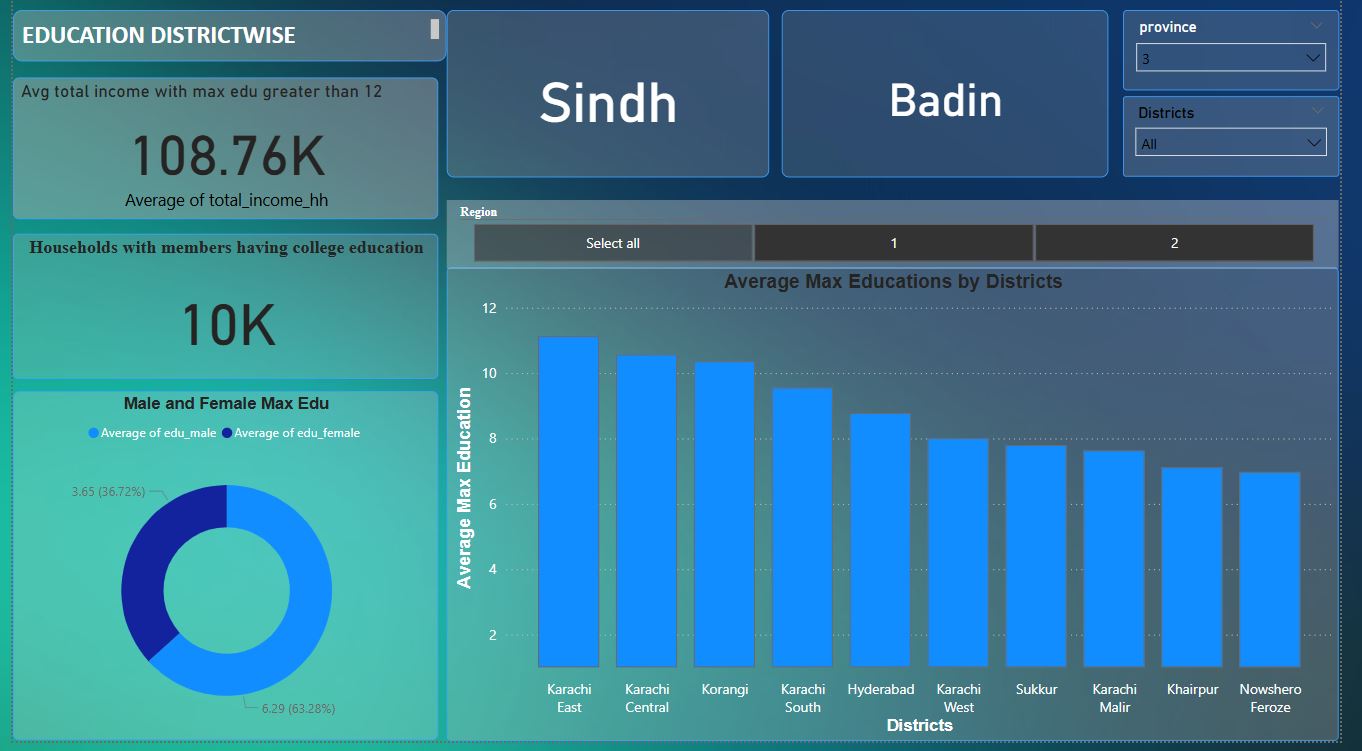 EDUCATION DISTRICTWISE
Avg total income with max edu greater than 12
108.76K
Average of total_income_hh
Households with members having college education
10K
Male and Female Max Edu
Average of edu_male
Average of edu_female
3.65 (36.72%)
6.29 (63.28%)
Sindh
Badin
province
3
Districts
All
Region
Select all
1
2
Average Max Educations by Districts
Average Max Education
12
10
8
6
4
2
Karachi
East
Karachi
Central
Korangi
Karachi
South
Hyderabad
Karachi
West
Sukkur
Karachi
Malir
Khairpur
Nowshero
Feroze
Districts